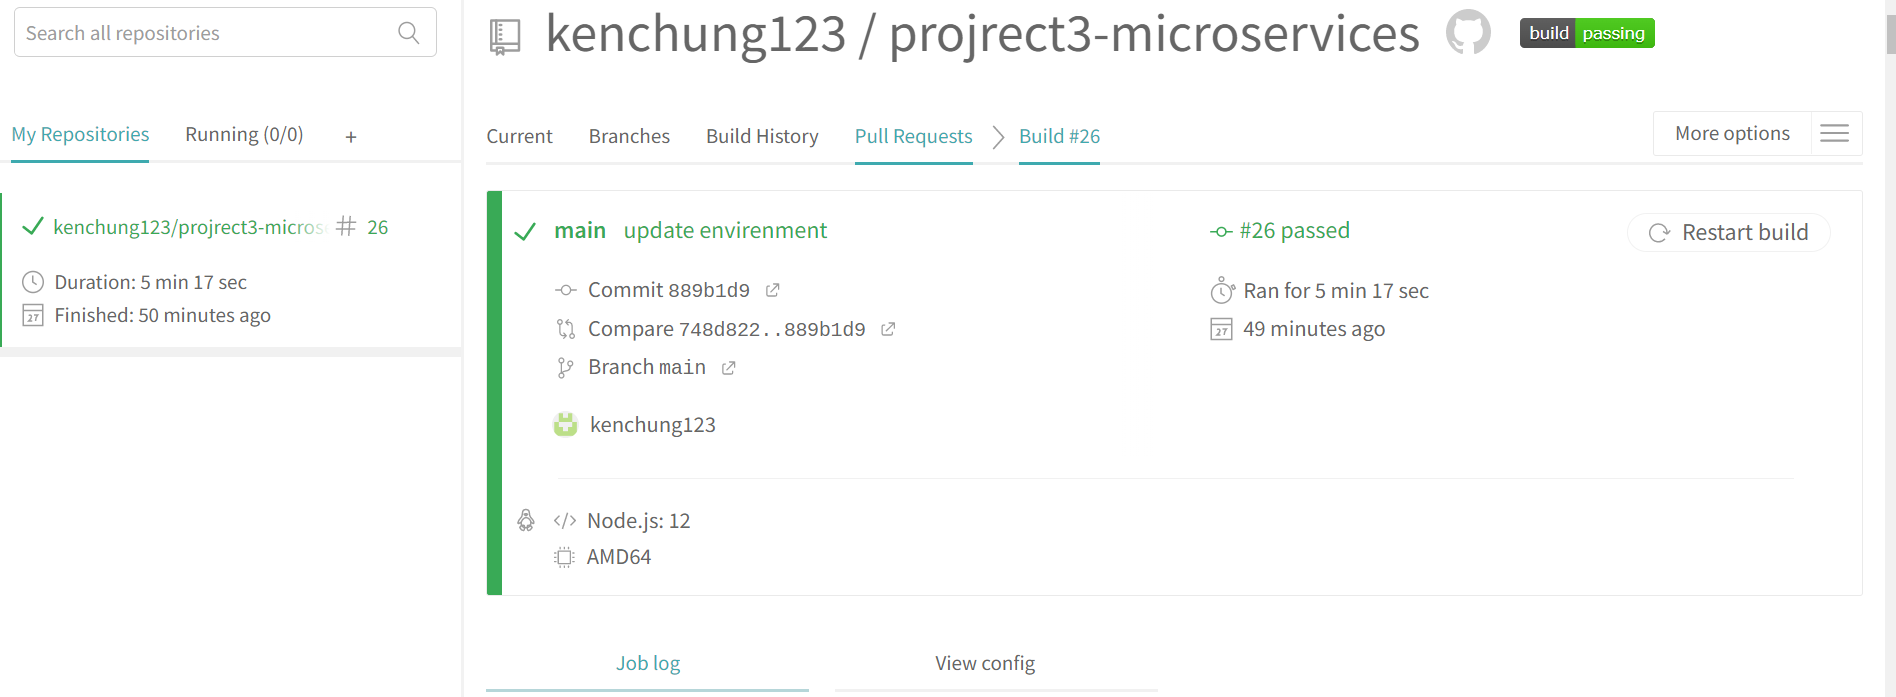 Search all repositories
My Repositories Running (0/0) +
kenchung123/projrect3-micros # 26
Duration: 5 min 17 sec
27 Finished: 50 minutes ago
kenchung123 / projrect3-microservices build passing
Current Branches Build History Pull Requests Build #26 More options
main update envirenment #26 passed Restart build
Commit 889b1d9 Ran for 5 min 17 sec
Compare 748d822..889b1d9 27 49 minutes ago
Branch main
kenchung123
</> Node.js: 12
AMD64
Job log View config